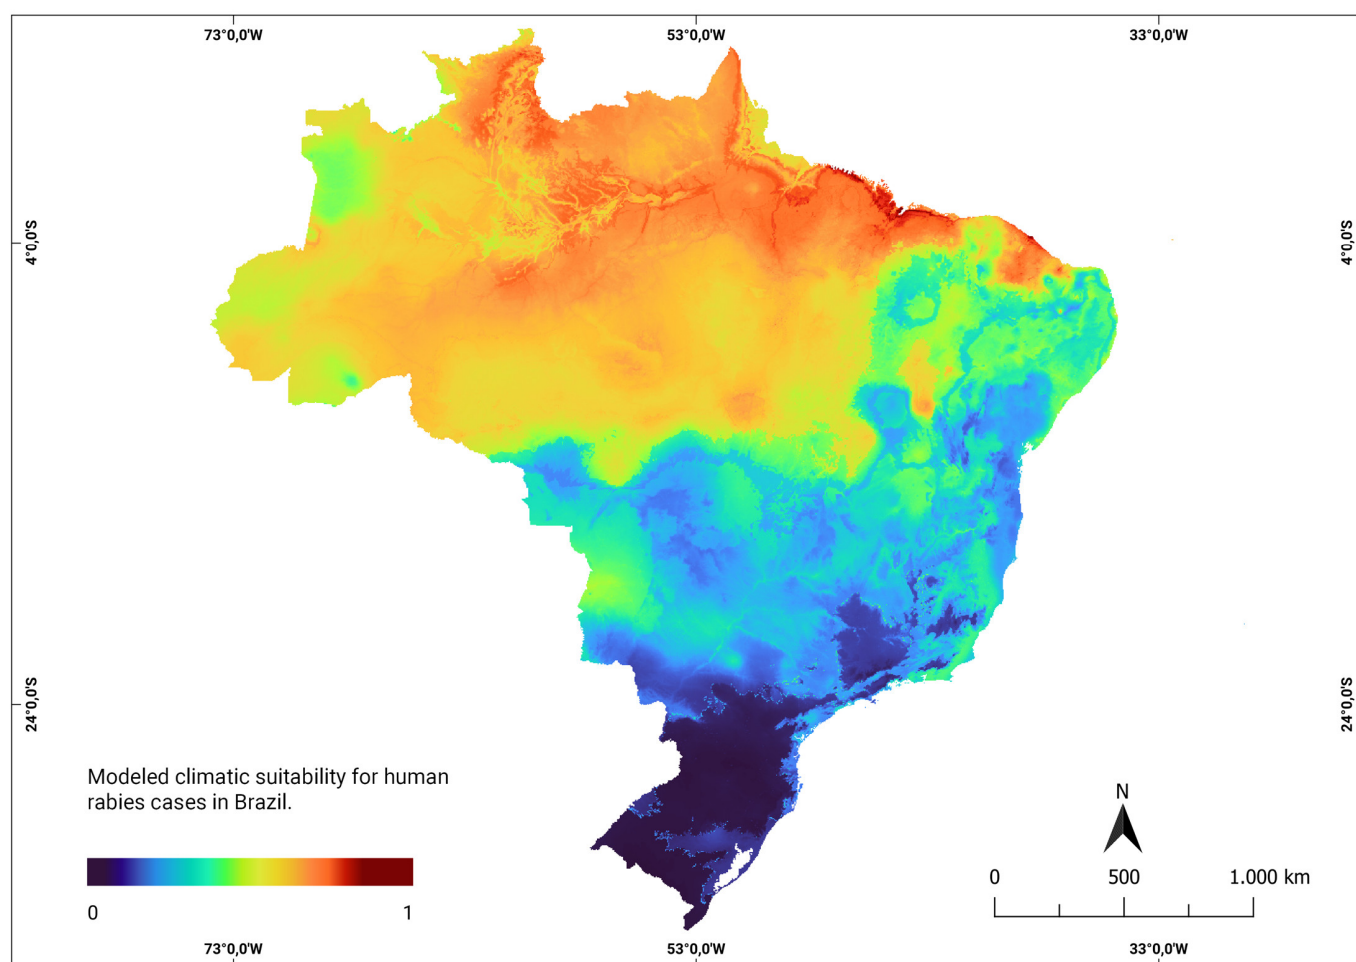 73°0,0'W 53°0,0'W 33°0,0'W
4°0,0'S 4°0,0'S
24°0,0'S 24°0,0'S
Modeled climatic suitability for human
rabies cases in Brazil.
0 1
N
0 500 1.000 km
73°0,0'W 53°0,0'W 33°0,0'W